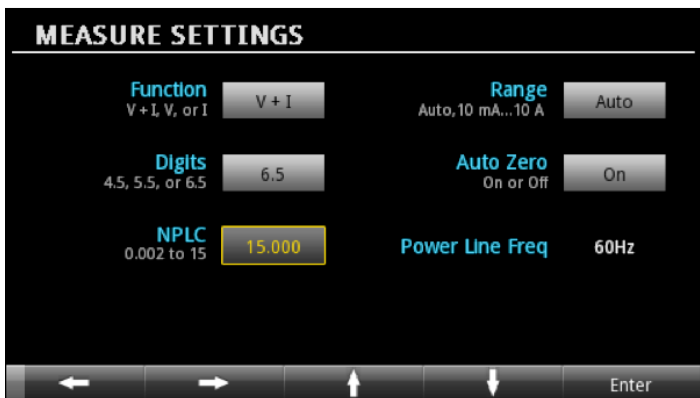 MEASURE SETTINGS
Function
V + I, V, or I
V + I
Range
Auto,10 mA...10 A
Auto
Digits
4.5, 5.5, or 6.5
6.5
Auto Zero
On or Off
On
NPLC
0.002 to 15
15.000
Power Line Freq
60Hz
Enter